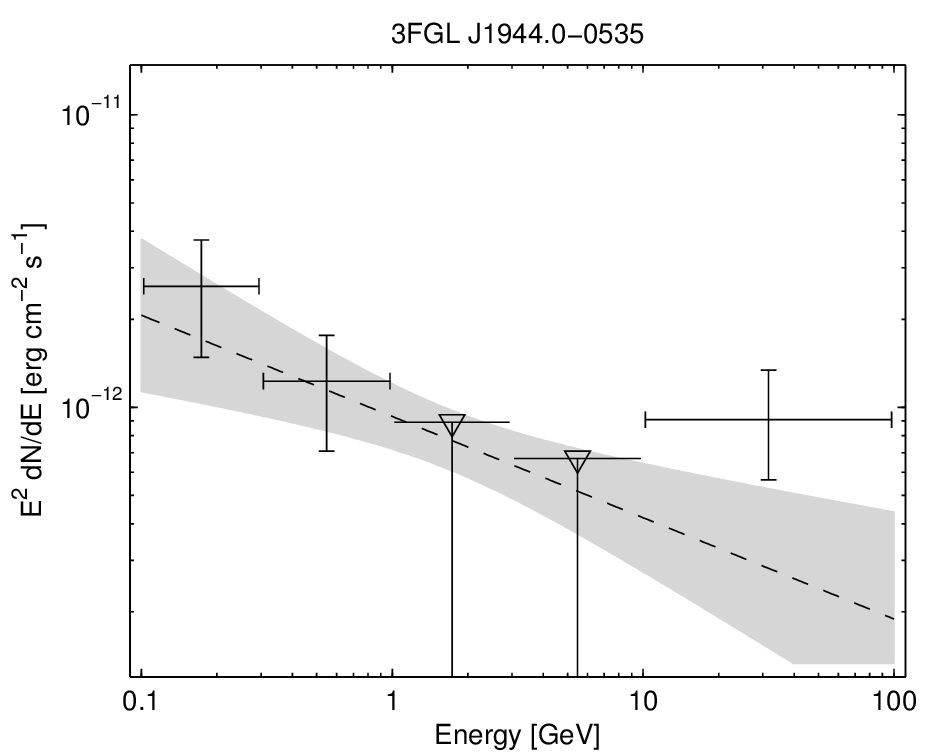 3FGL J1944.0−0535
10⁻¹¹
10⁻¹²
E² dN/dE [erg cm⁻² s⁻¹]
0.1 1 10 100
Energy [GeV]